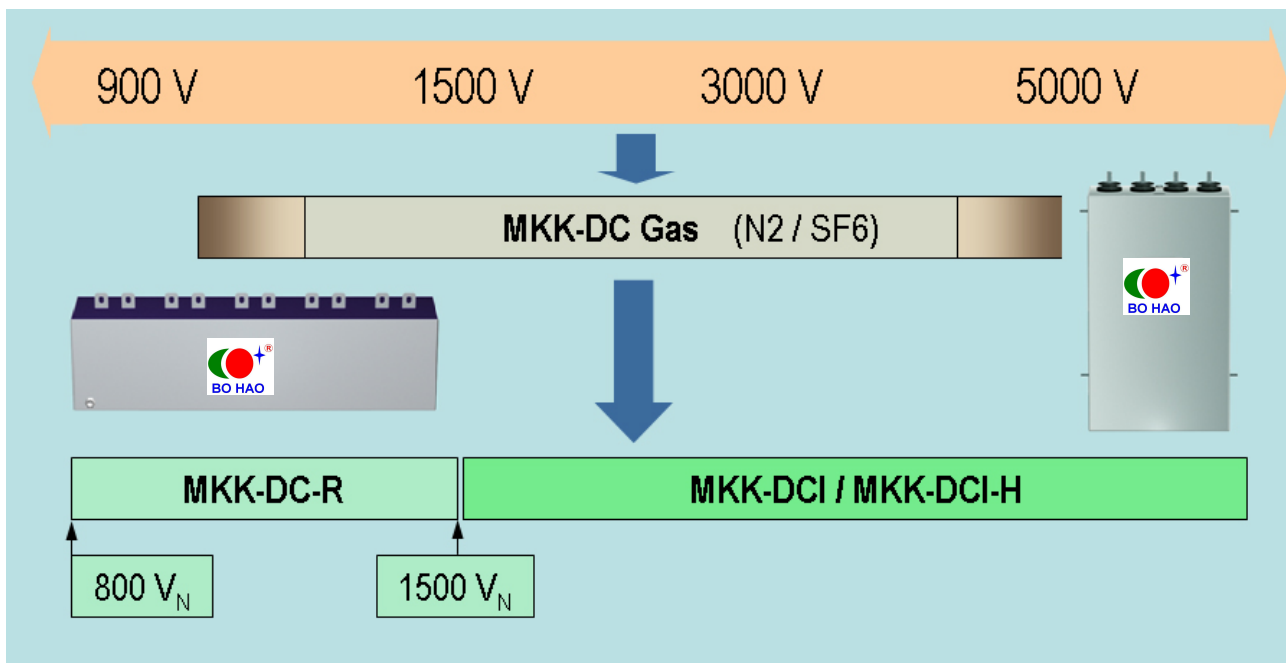 900 V 1500 V 3000 V 5000 V
MKK-DC Gas (N2 / SF6)
®
BO HAO
®
BO HAO
MKK-DC-R
MKK-DCI / MKK-DCI-H
800 VN
1500 VN